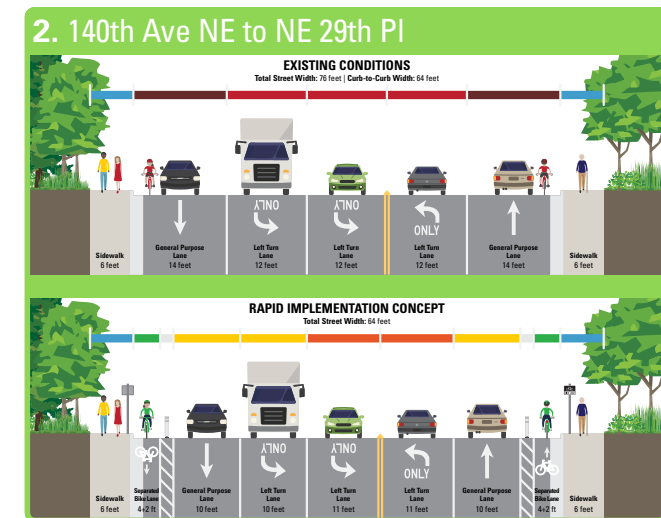 2. 140th Ave NE to NE 29th Pl
EXISTING CONDITIONS
Total Street Width: 76 feet | Curb-to-Curb Width: 64 feet
ONLY
ONLY
ONLY
Sidewalk
6 feet
General Purpose
Lane
14 feet
Left Turn
Lane
12 feet
Left Turn
Lane
12 feet
Left Turn
Lane
12 feet
General Purpose
Lane
14 feet
Sidewalk
6 feet
RAPID IMPLEMENTATION CONCEPT
Total Street Width: 64 feet
ONLY
ONLY
ONLY
Sidewalk
6 feet
Separated
Bike Lane
4+2 ft
General Purpose
Lane
10 feet
Left Turn
Lane
10 feet
Left Turn
Lane
11 feet
Left Turn
Lane
11 feet
General Purpose
Lane
10 feet
Separated
Bike Lane
4+2 ft
Sidewalk
6 feet